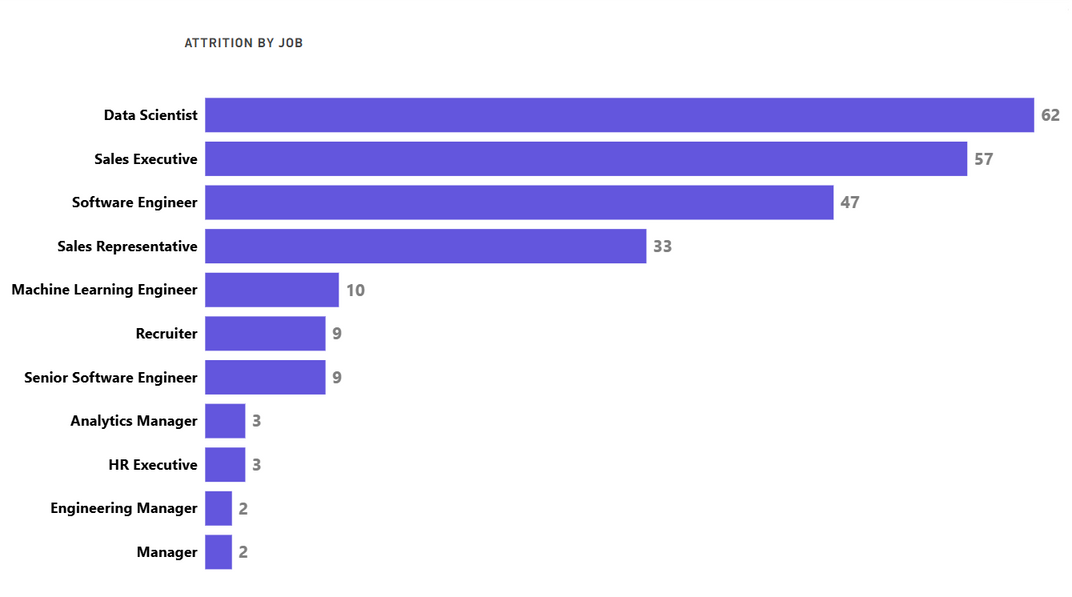 ATTRITION BY JOB
Data Scientist 62
Sales Executive 57
Software Engineer 47
Sales Representative 33
Machine Learning Engineer 10
Recruiter 9
Senior Software Engineer 9
Analytics Manager 3
HR Executive 3
Engineering Manager 2
Manager 2